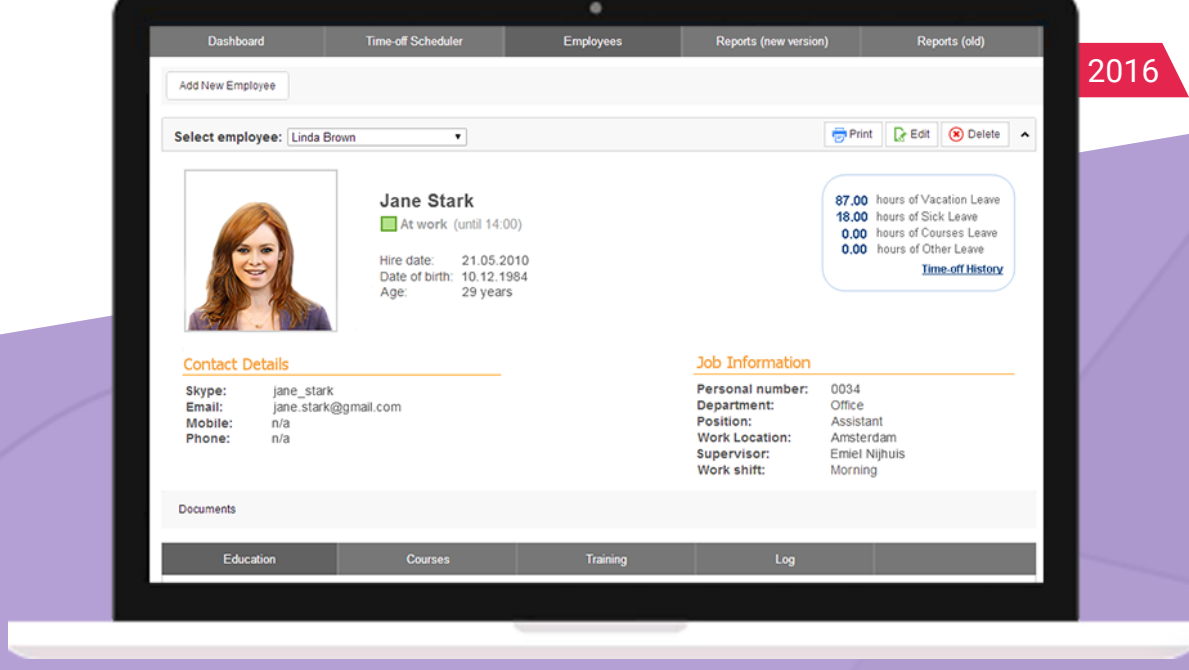 Dashboard Time-off Scheduler Employees Reports (new version) Reports (old)
2016
Add New Employee
Select employee: Linda Brown Print Edit Delete
Jane Stark
At work (until 14:00)
Hire date: 21.05.2010
Date of birth: 10.12.1984
Age: 29 years
87.00 hours of Vacation Leave
18.00 hours of Sick Leave
0.00 hours of Courses Leave
0.00 hours of Other Leave
Time-off History
Contact Details
Skype: jane_stark
Email: jane.stark@gmail.com
Mobile: n/a
Phone: n/a
Job Information
Personal number: 0034
Department: Office
Position: Assistant
Work Location: Amsterdam
Supervisor: Emiel Nijhuis
Work shift: Morning
Documents
Education Courses Training Log